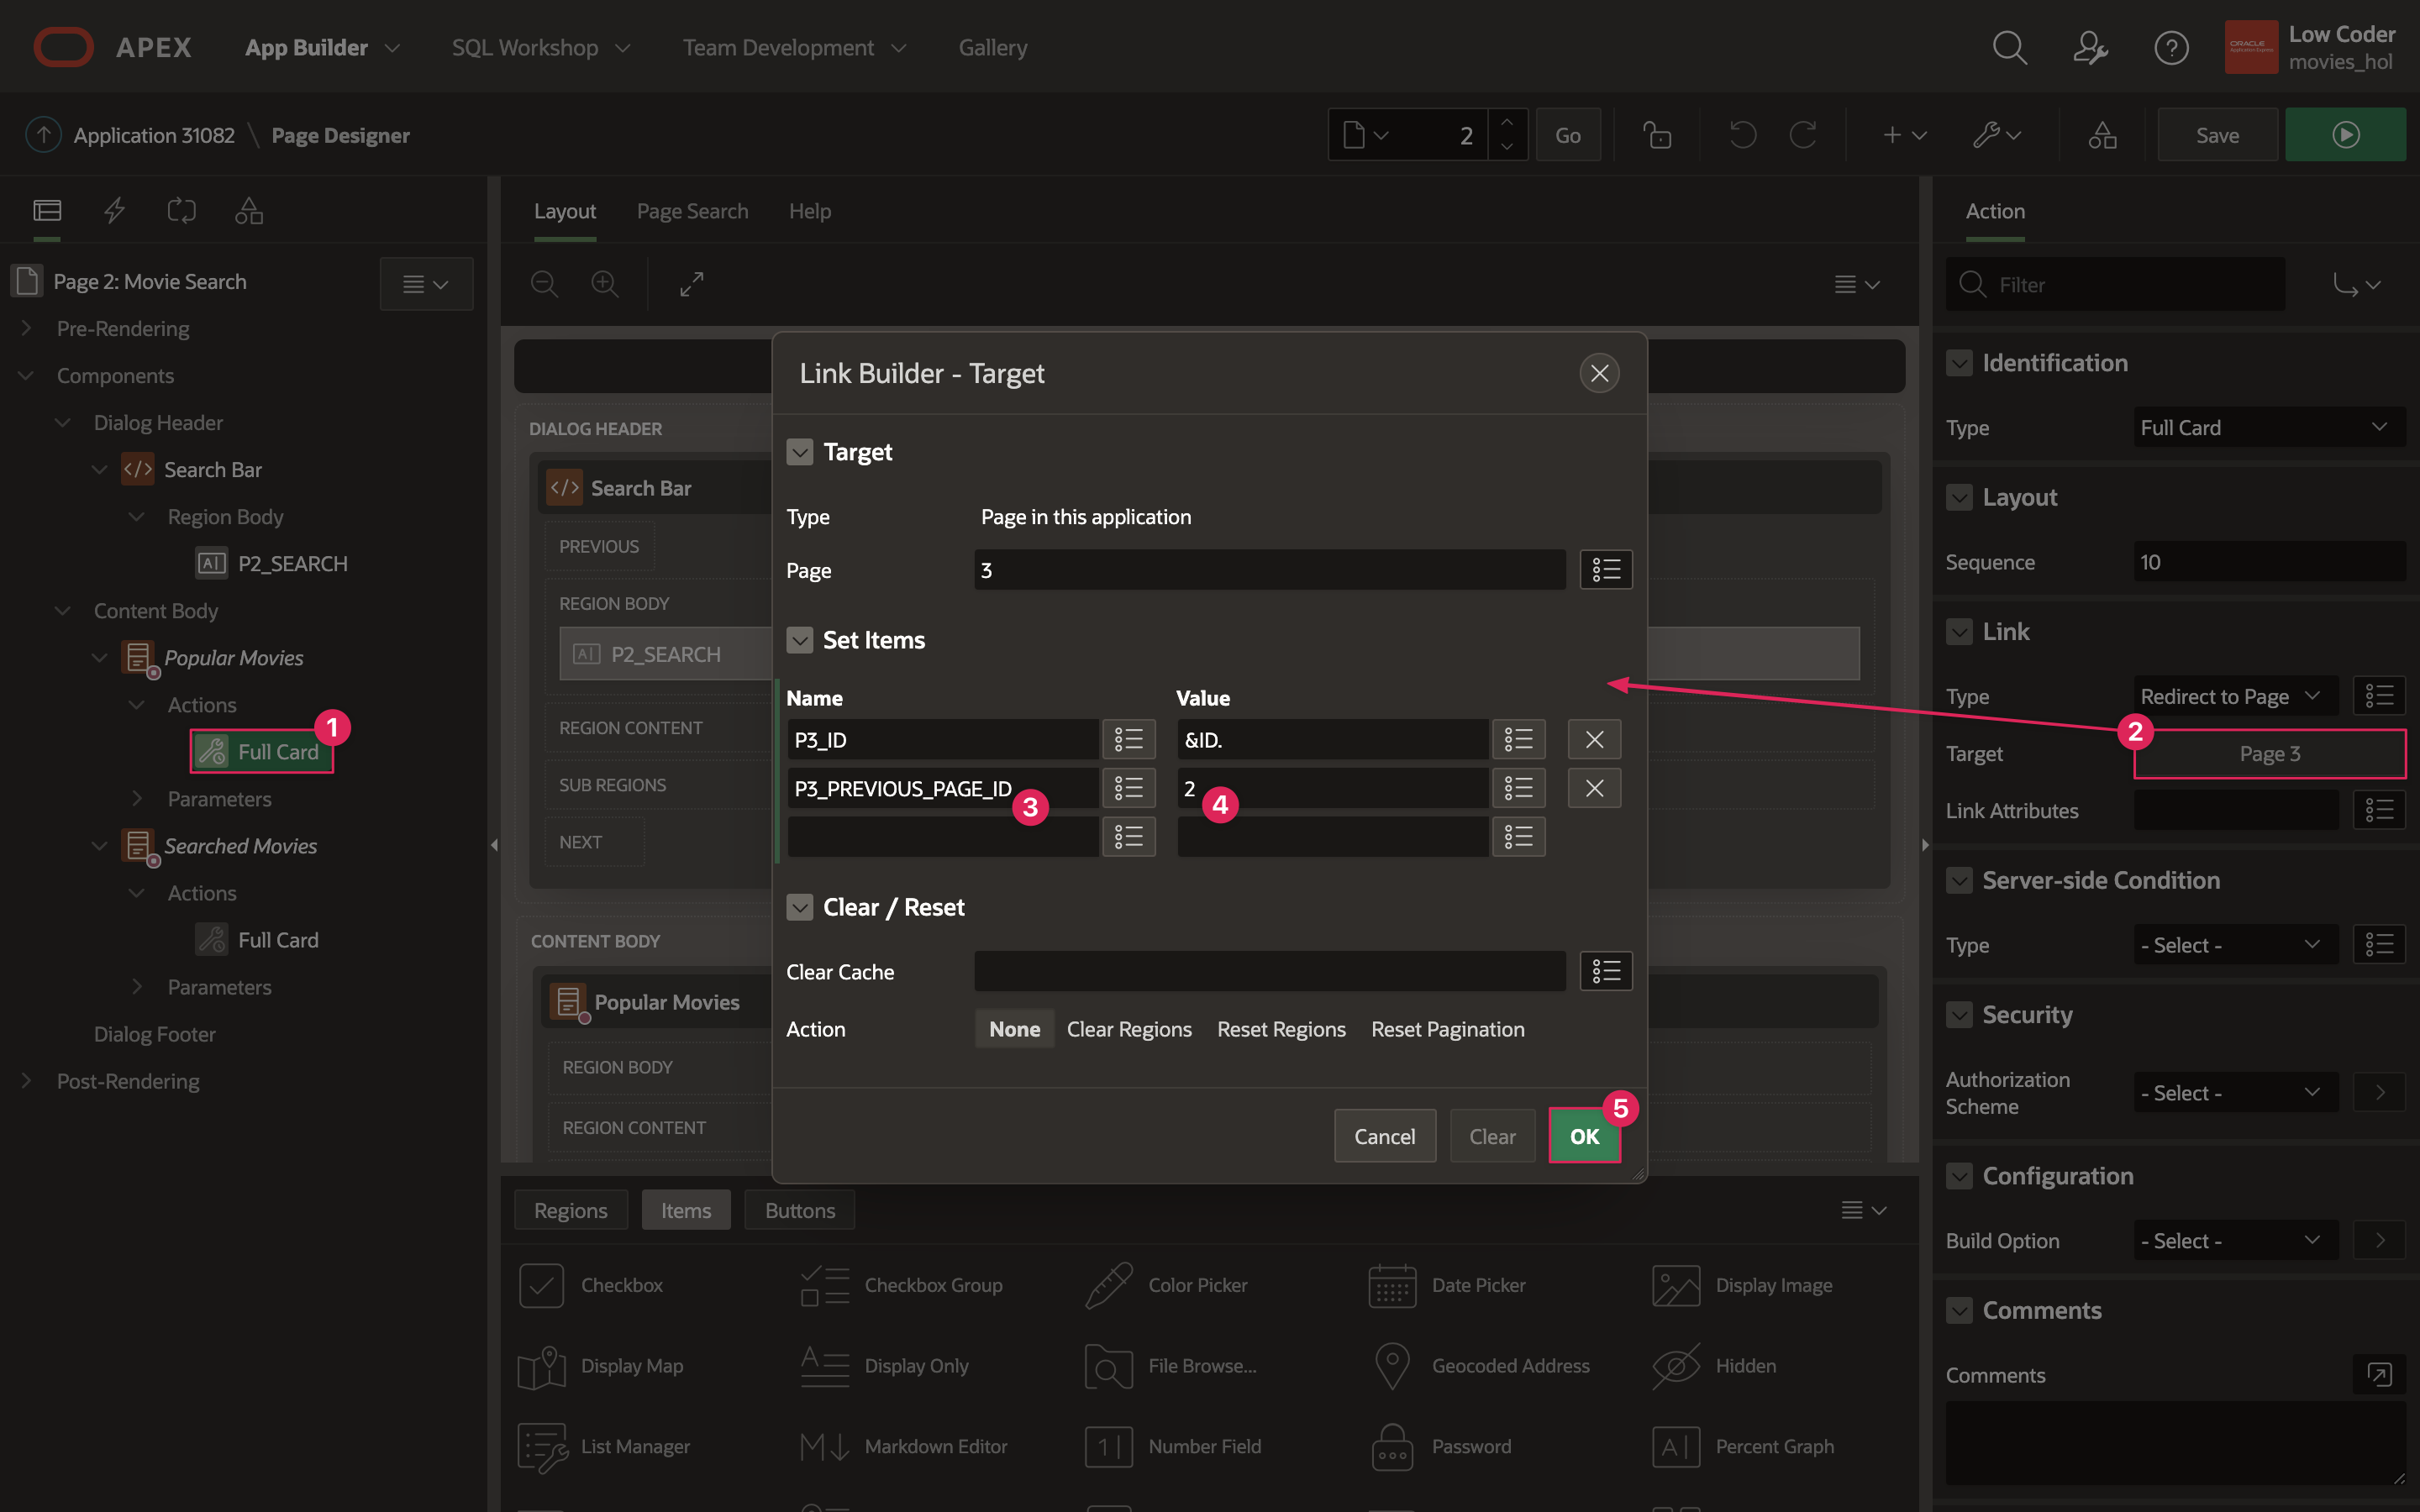 APEX App Builder SQL Workshop Team Development Gallery
ORACLE
Low Coder
movies_hol
Application 31082 \ Page Designer
2 Go Save
Layout Page Search Help
Action
Page 2: Movie Search
Pre-Rendering
Components
Dialog Header
</> Search Bar
Region Body
P2_SEARCH
Content Body
Popular Movies
Actions
1
Full Card
Parameters
Searched Movies
Actions
Full Card
Parameters
Dialog Footer
Post-Rendering
DIALOG HEADER
</> Search Bar
PREVIOUS
REGION BODY
P2_SEARCH
REGION CONTENT
SUB REGIONS
NEXT
CONTENT BODY
Popular Movies
REGION BODY
REGION CONTENT
Link Builder - Target
Target
Type Page in this application
Page 3
Set Items
Name Value
P3_ID &ID.
P3_PREVIOUS_PAGE_ID 2
3 4
Clear / Reset
Clear Cache
Action None Clear Regions Reset Regions Reset Pagination
5
Cancel Clear OK
Regions Items Buttons
Checkbox Checkbox Group Color Picker Date Picker Display Image
Display Map Display Only File Browse... Geocoded Address Hidden
List Manager Markdown Editor Number Field Password Percent Graph
Filter
Identification
Type Full Card
Layout
Sequence 10
Link
Type Redirect to Page
2
Target Page 3
Link Attributes
Server-side Condition
Type - Select -
Security
Authorization
Scheme - Select -
Configuration
Build Option - Select -
Comments
Comments